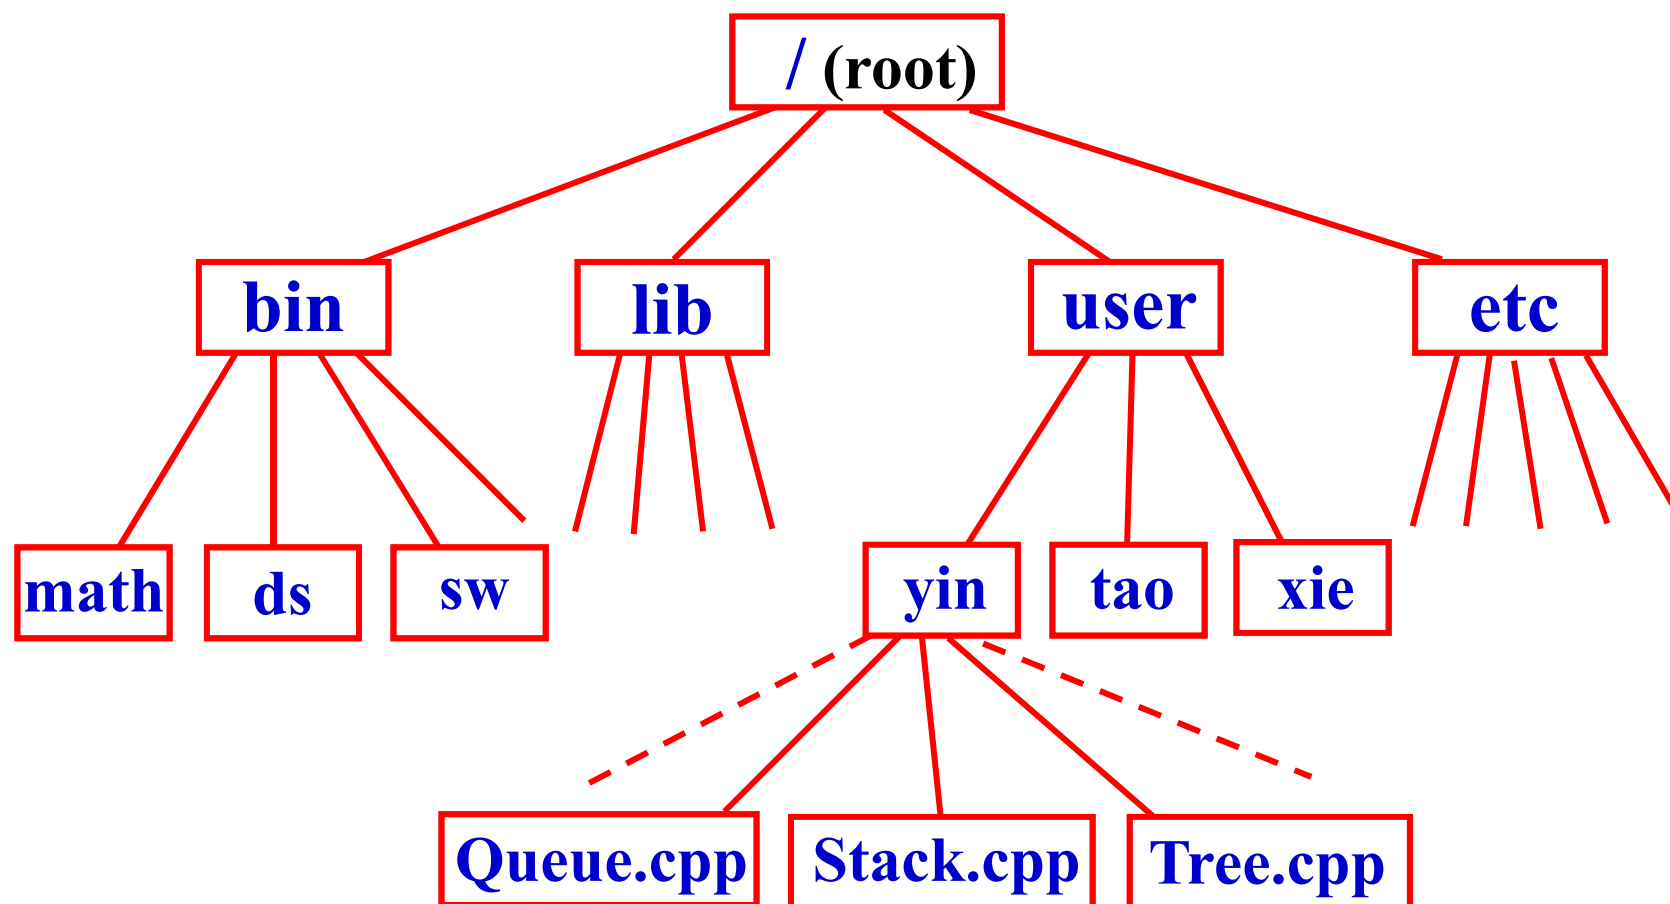 / (root)
bin
lib
user
etc
math
ds
sw
yin
tao
xie
Queue.cpp
Stack.cpp
Tree.cpp